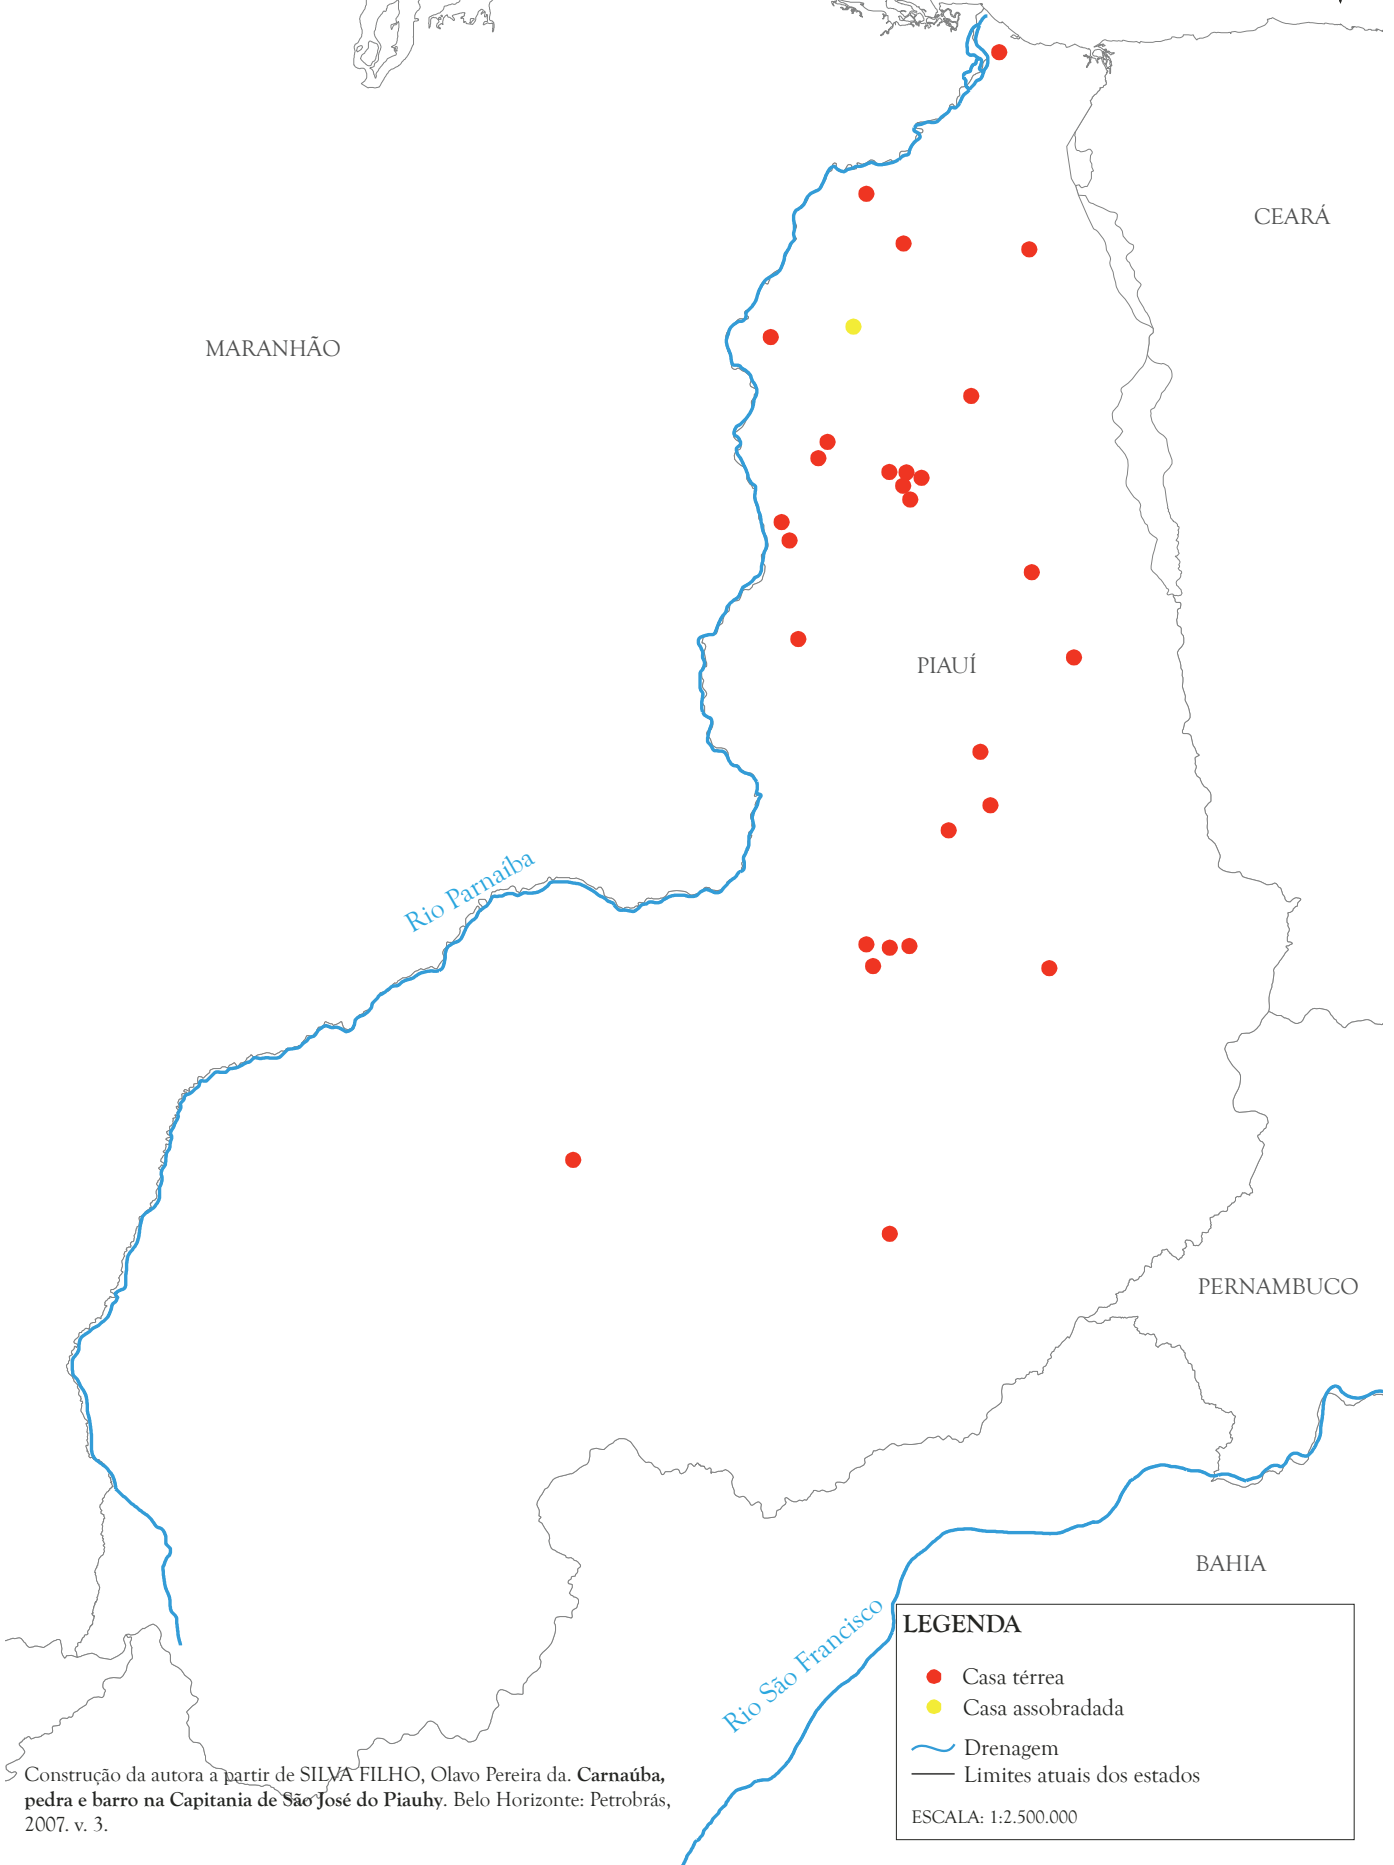 CEARÁ
MARANHÃO
PIAUÍ
Rio Parnaíba
PERNAMBUCO
BAHIA
Rio São Francisco
LEGENDA
Casa térrea
Casa assobradada
Drenagem
Limites atuais dos estados
ESCALA: 1:2.500.000
Construção da autora a partir de SILVA FILHO, Olavo Pereira da. Carnaúba,
pedra e barro na Capitania de São José do Piauhy. Belo Horizonte: Petrobrás,
2007. v. 3.